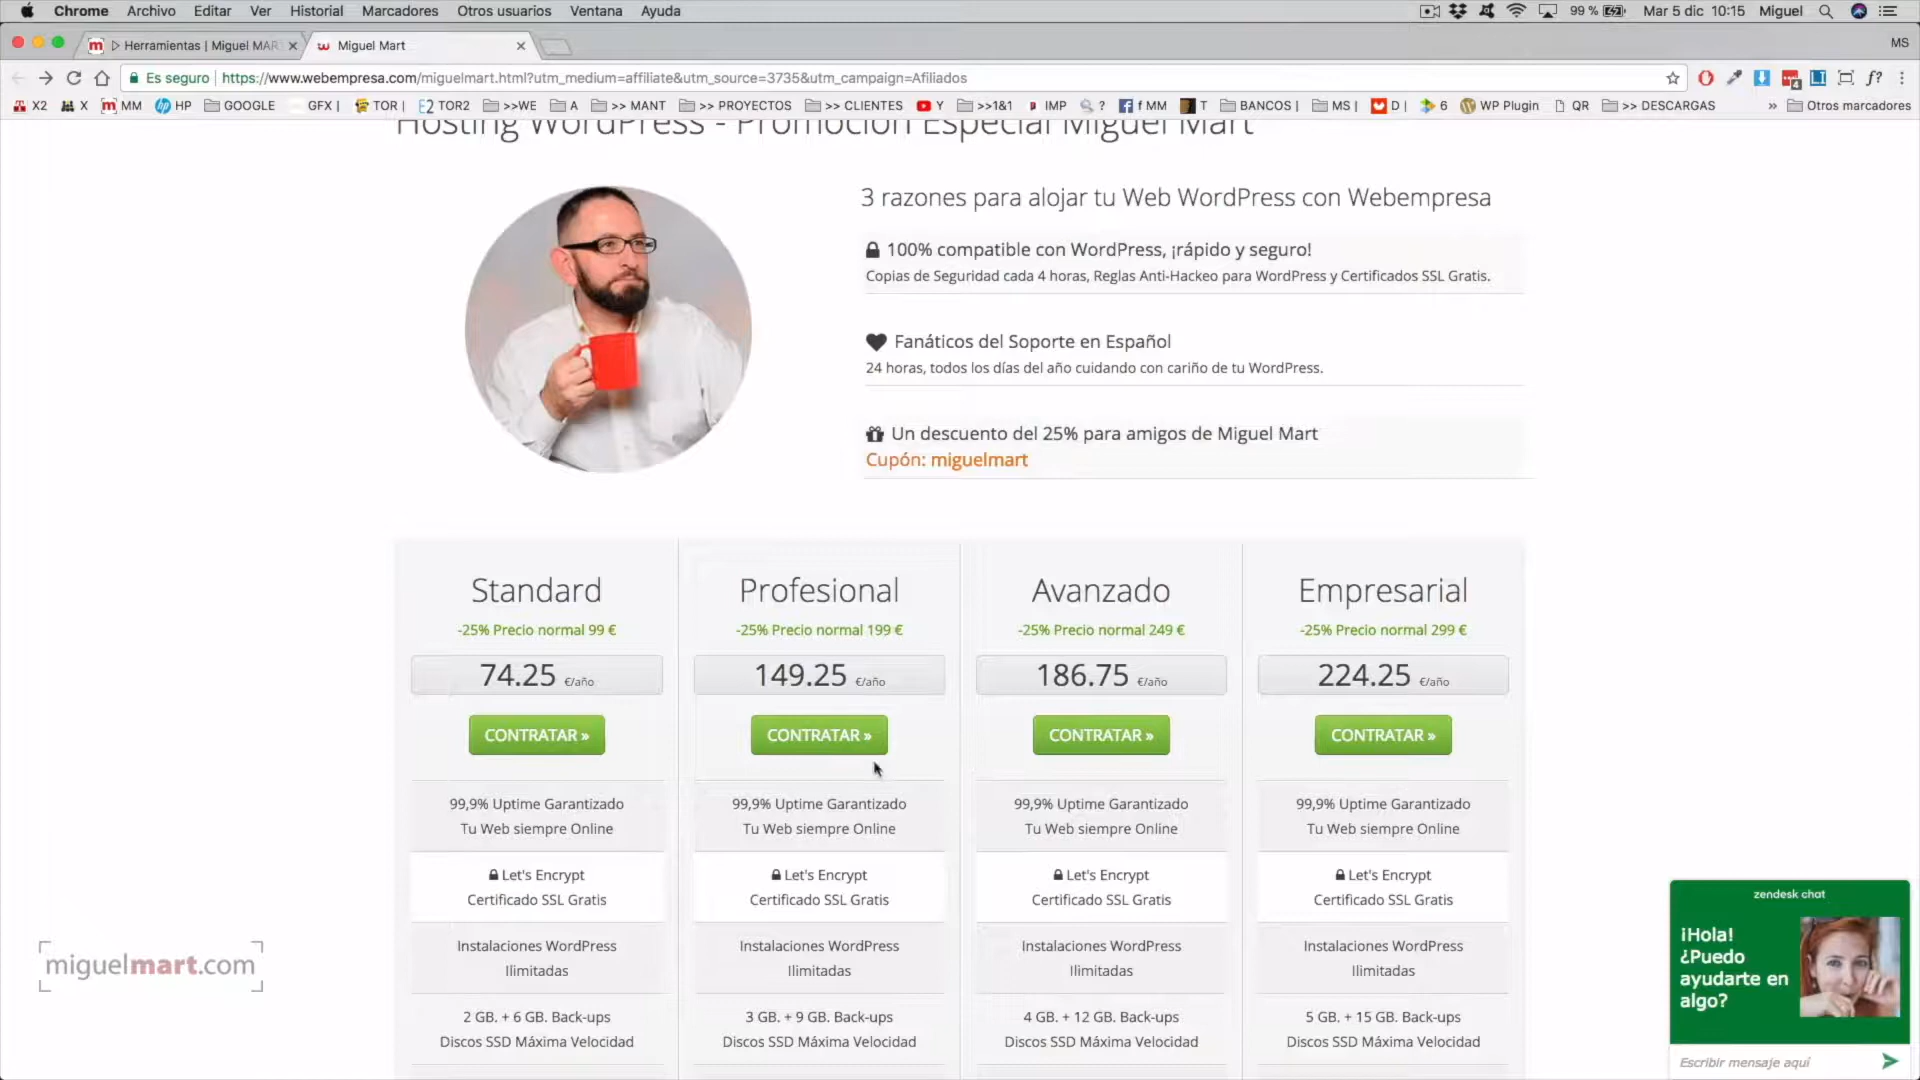 Chrome Archivo Editar Ver Historial Marcadores Otros usuarios Ventana Ayuda 99 % Mar 5 dic 10:15 Miguel
Herramientas | Miguel MAR
Miguel Mart
MS
Es seguro https://www.webempresa.com/miguelmart.html?utm_medium=affiliate&utm_source=3735&utm_campaign=Afiliados
X2 X MM HP GOOGLE GFX | TOR | TOR2 >>WE A >> MANT >> PROYECTOS >> CLIENTES Y >>1&1 IMP ? f MM T BANCOS | MS | D | 6 WP Plugin QR >> DESCARGAS » Otros marcadores
Hosting WordPress - Promoción Especial Miguel Mart
3 razones para alojar tu Web WordPress con Webempresa
100% compatible con WordPress, ¡rápido y seguro!
Copias de Seguridad cada 4 horas, Reglas Anti-Hackeo para WordPress y Certificados SSL Gratis.
Fanáticos del Soporte en Español
24 horas, todos los días del año cuidando con cariño de tu WordPress.
Un descuento del 25% para amigos de Miguel Mart
Cupón: miguelmart
Standard
-25% Precio normal 99 €
74.25 €/año
CONTRATAR »
99,9% Uptime Garantizado
Tu Web siempre Online
Let's Encrypt
Certificado SSL Gratis
Instalaciones WordPress
Ilimitadas
2 GB. + 6 GB. Back-ups
Discos SSD Máxima Velocidad
Profesional
-25% Precio normal 199 €
149.25 €/año
CONTRATAR »
99,9% Uptime Garantizado
Tu Web siempre Online
Let's Encrypt
Certificado SSL Gratis
Instalaciones WordPress
Ilimitadas
3 GB. + 9 GB. Back-ups
Discos SSD Máxima Velocidad
Avanzado
-25% Precio normal 249 €
186.75 €/año
CONTRATAR »
99,9% Uptime Garantizado
Tu Web siempre Online
Let's Encrypt
Certificado SSL Gratis
Instalaciones WordPress
Ilimitadas
4 GB. + 12 GB. Back-ups
Discos SSD Máxima Velocidad
Empresarial
-25% Precio normal 299 €
224.25 €/año
CONTRATAR »
99,9% Uptime Garantizado
Tu Web siempre Online
Let's Encrypt
Certificado SSL Gratis
Instalaciones WordPress
Ilimitadas
5 GB. + 15 GB. Back-ups
Discos SSD Máxima Velocidad
miguelmart.com
zendesk chat
¡Hola!
¿Puedo
ayudarte en
algo?
Escribir mensaje aquí